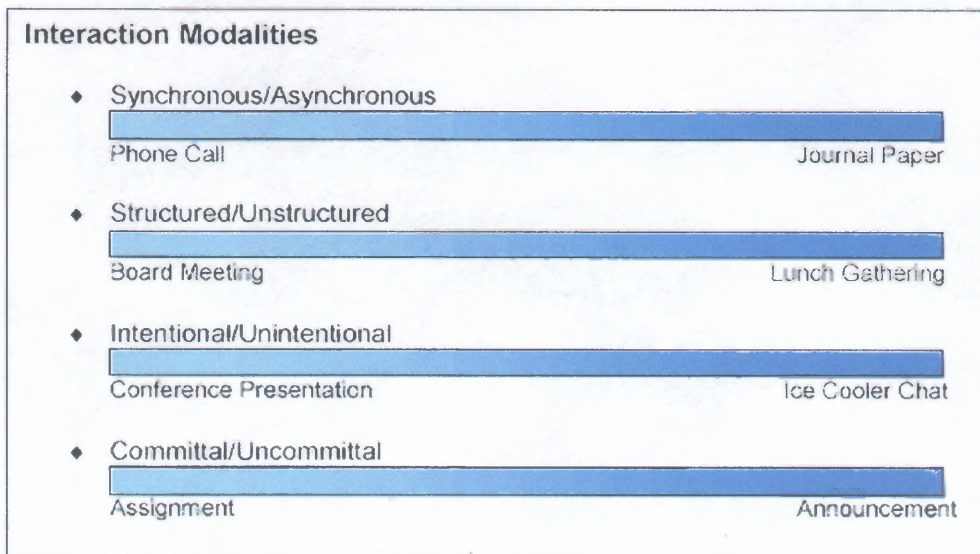 Interaction Modalities
♦ Synchronous/Asynchronous
Phone Call Journal Paper
♦ Structured/Unstructured
Board Meeting Lunch Gathering
♦ Intentional/Unintentional
Conference Presentation Ice Cooler Chat
♦ Committal/Uncommittal
Assignment Announcement